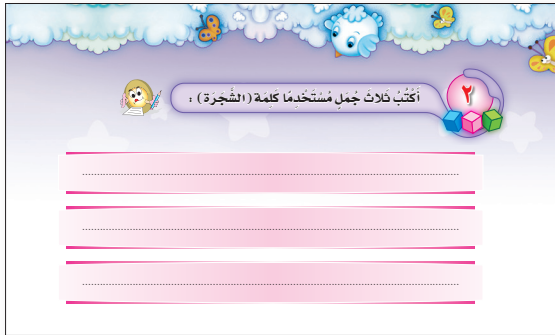 ٢
أَكْتُبُ ثَلاثَ جُمَلٍ مُسْتَخْدِمًا كَلِمَة (الشَّجَرَة) :